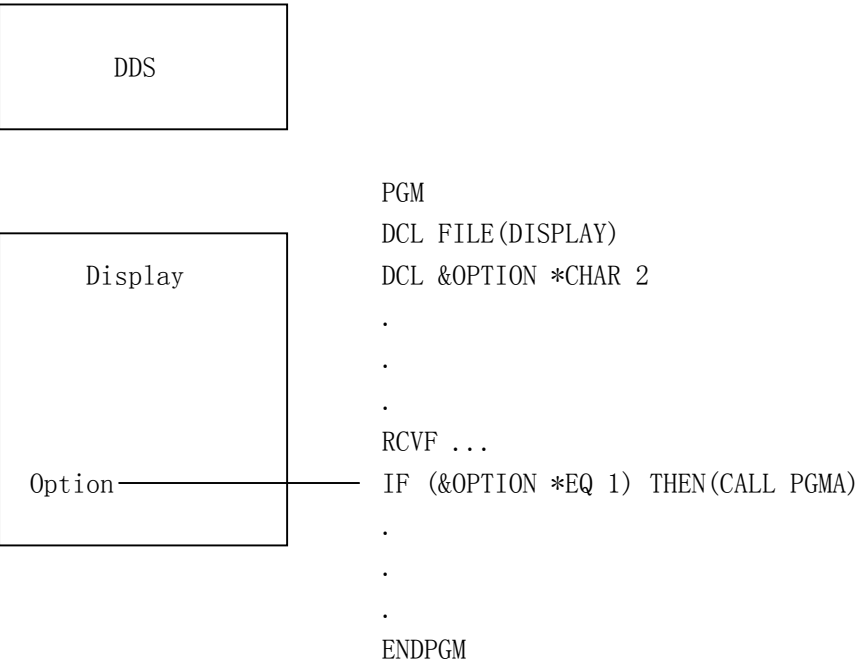 DDS
PGM
DCL FILE(DISPLAY)
Display
DCL &OPTION *CHAR 2
.
.
.
RCVF ...
Option
IF (&OPTION *EQ 1) THEN(CALL PGMA)
.
.
.
ENDPGM